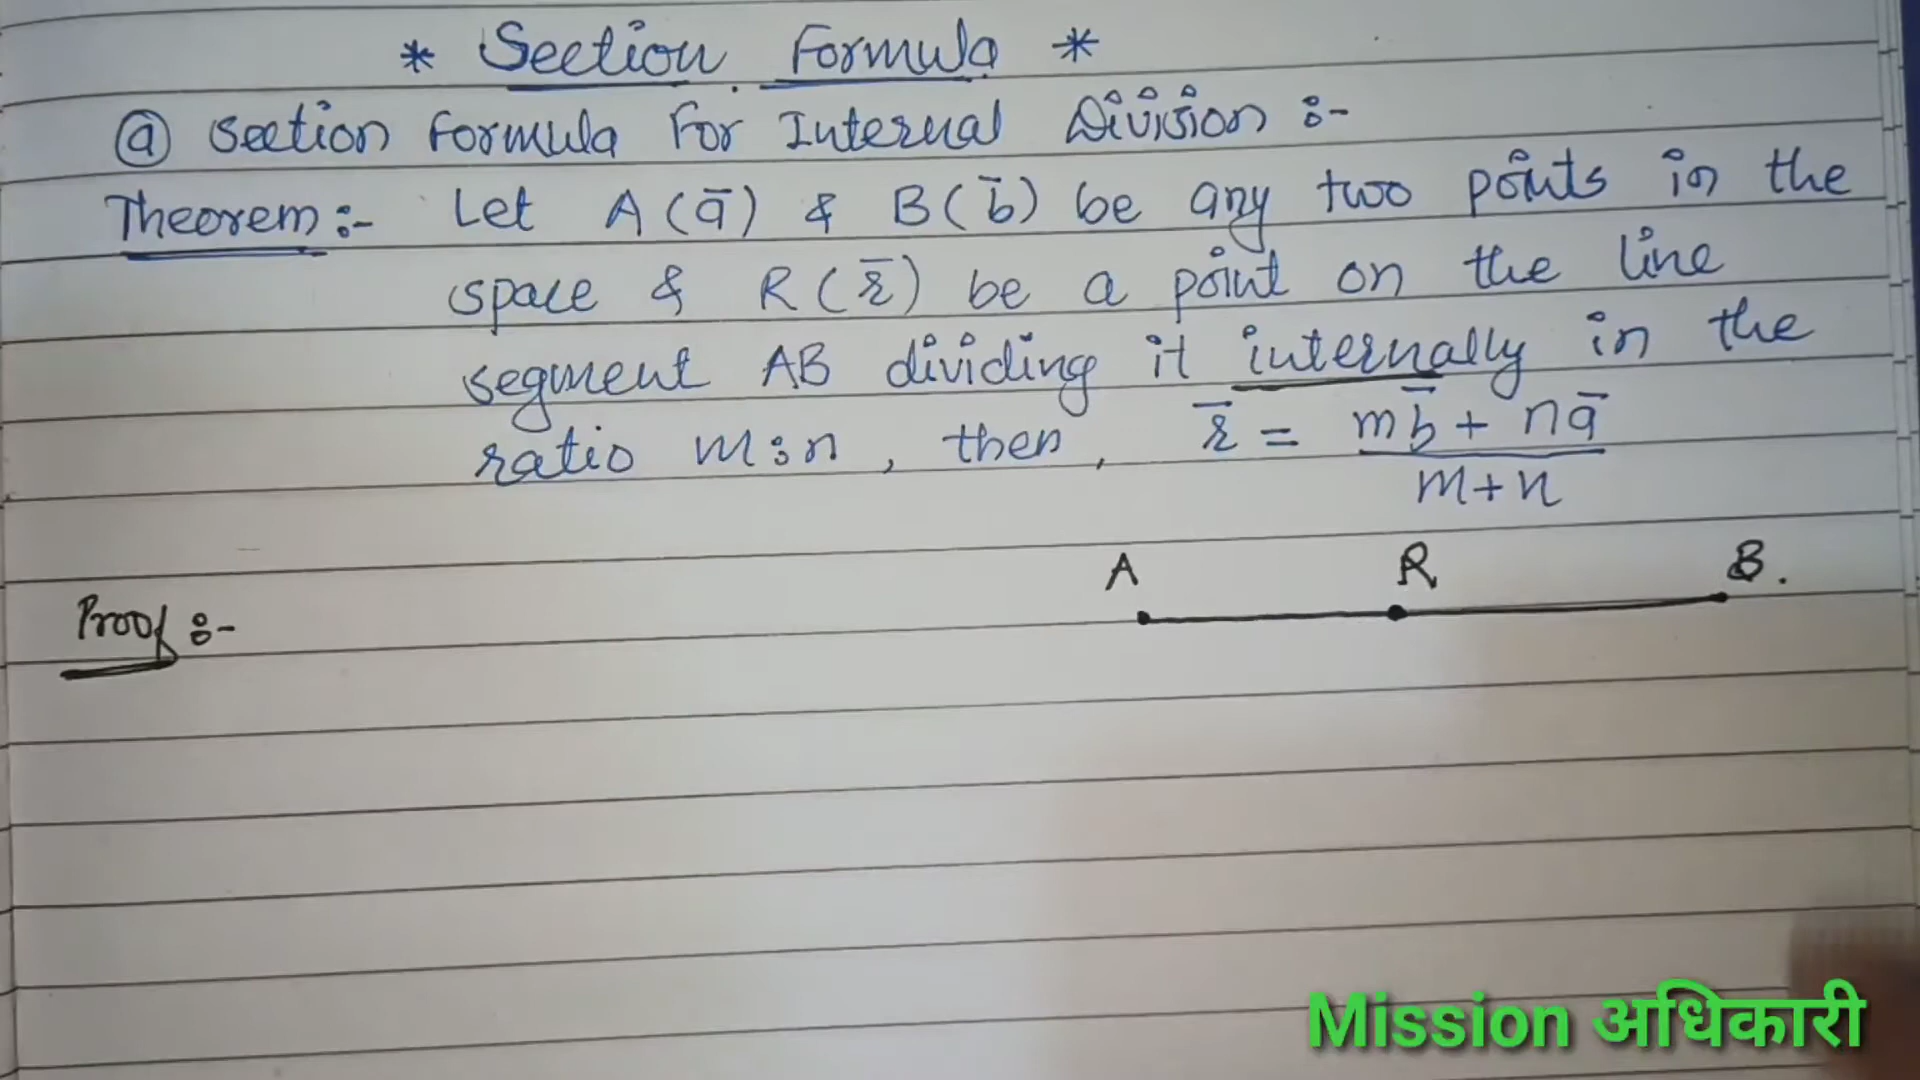 * Section Formula *
ⓐ Section Formula For Internal Division :-
Theorem :- Let A(a̅) & B(b̅) be any two points in the
space & R(r̅) be a point on the line
segment AB dividing it internally in the
ratio m:n, then, r̅ = (mb̅ + na̅)/(m+n)
A R B.
Proof :-
Mission अधिकारी